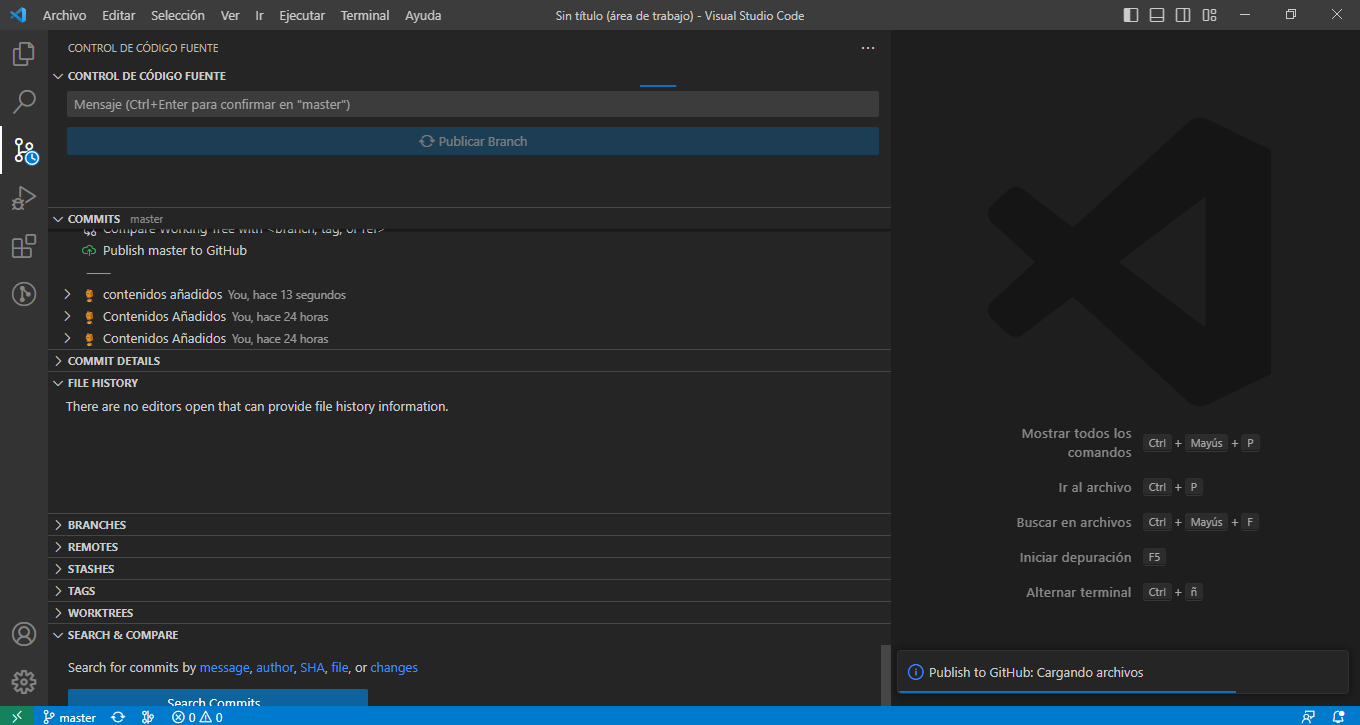 Archivo Editar Selección Ver Ir Ejecutar Terminal Ayuda Sin título (área de trabajo) - Visual Studio Code
CONTROL DE CÓDIGO FUENTE
CONTROL DE CÓDIGO FUENTE
Mensaje (Ctrl+Enter para confirmar en "master")
Publicar Branch
COMMITS master
Compare Working Tree with <branch, tag, or ref>
Publish master to GitHub
contenidos añadidos You, hace 13 segundos
Contenidos Añadidos You, hace 24 horas
Contenidos Añadidos You, hace 24 horas
COMMIT DETAILS
FILE HISTORY
There are no editors open that can provide file history information.
BRANCHES
REMOTES
STASHES
TAGS
WORKTREES
SEARCH & COMPARE
Search for commits by message, author, SHA, file, or changes
Search Commits
Mostrar todos los comandos Ctrl + Mayús + P
Ir al archivo Ctrl + P
Buscar en archivos Ctrl + Mayús + F
Iniciar depuración F5
Alternar terminal Ctrl + ñ
Publish to GitHub: Cargando archivos
master 0 0